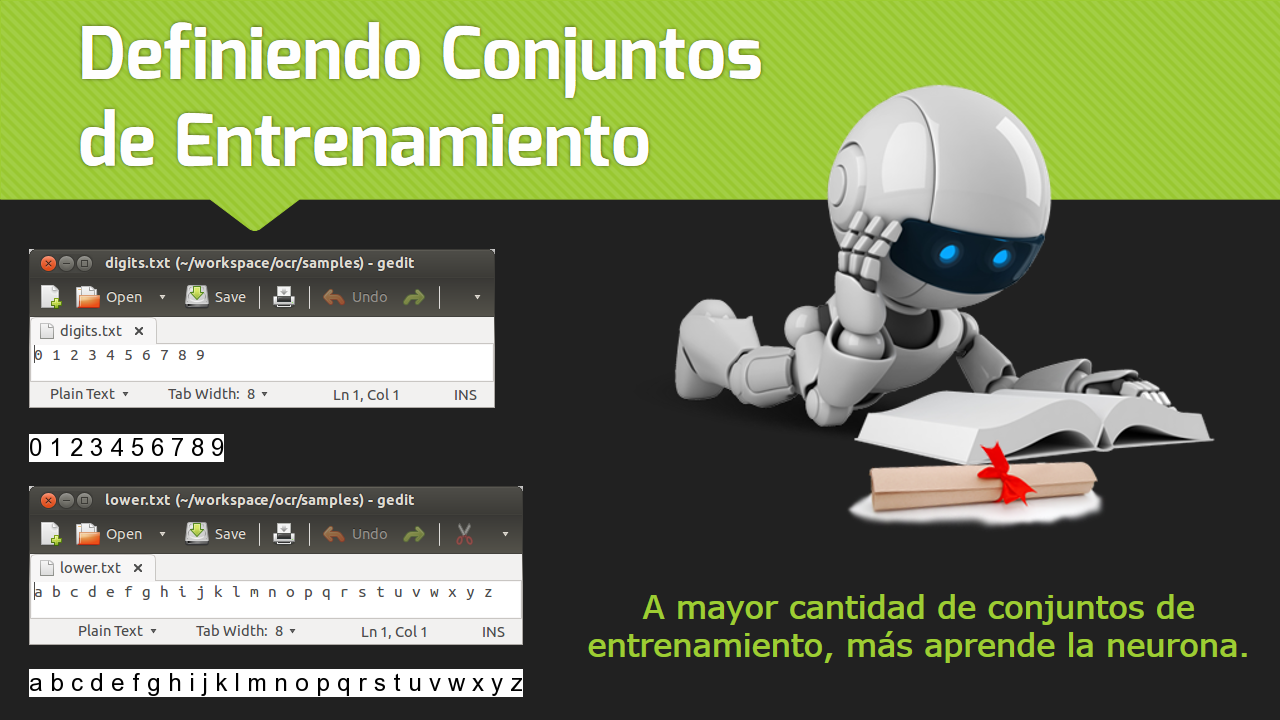 Definiendo Conjuntos
de Entrenamiento
digits.txt (~/workspace/ocr/samples) - gedit
Open Save Undo
digits.txt
0 1 2 3 4 5 6 7 8 9
Plain Text Tab Width: 8 Ln 1, Col 1 INS
0 1 2 3 4 5 6 7 8 9
lower.txt (~/workspace/ocr/samples) - gedit
Open Save Undo
lower.txt
a b c d e f g h i j k l m n o p q r s t u v w x y z
Plain Text Tab Width: 8 Ln 1, Col 1 INS
a b c d e f g h i j k l m n o p q r s t u v w x y z
A mayor cantidad de conjuntos de
entrenamiento, más aprende la neurona.